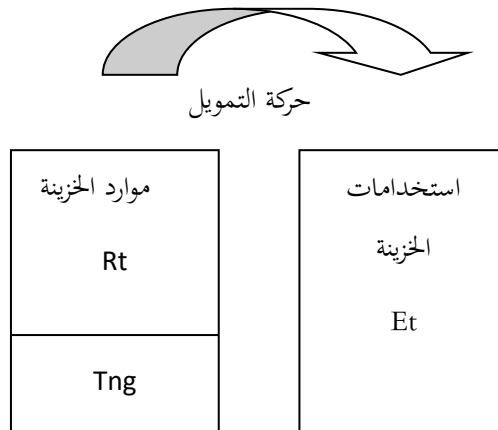 حركة التمويل
استخدامات
الخزينة
Et
موارد الخزينة
Rt
Tng